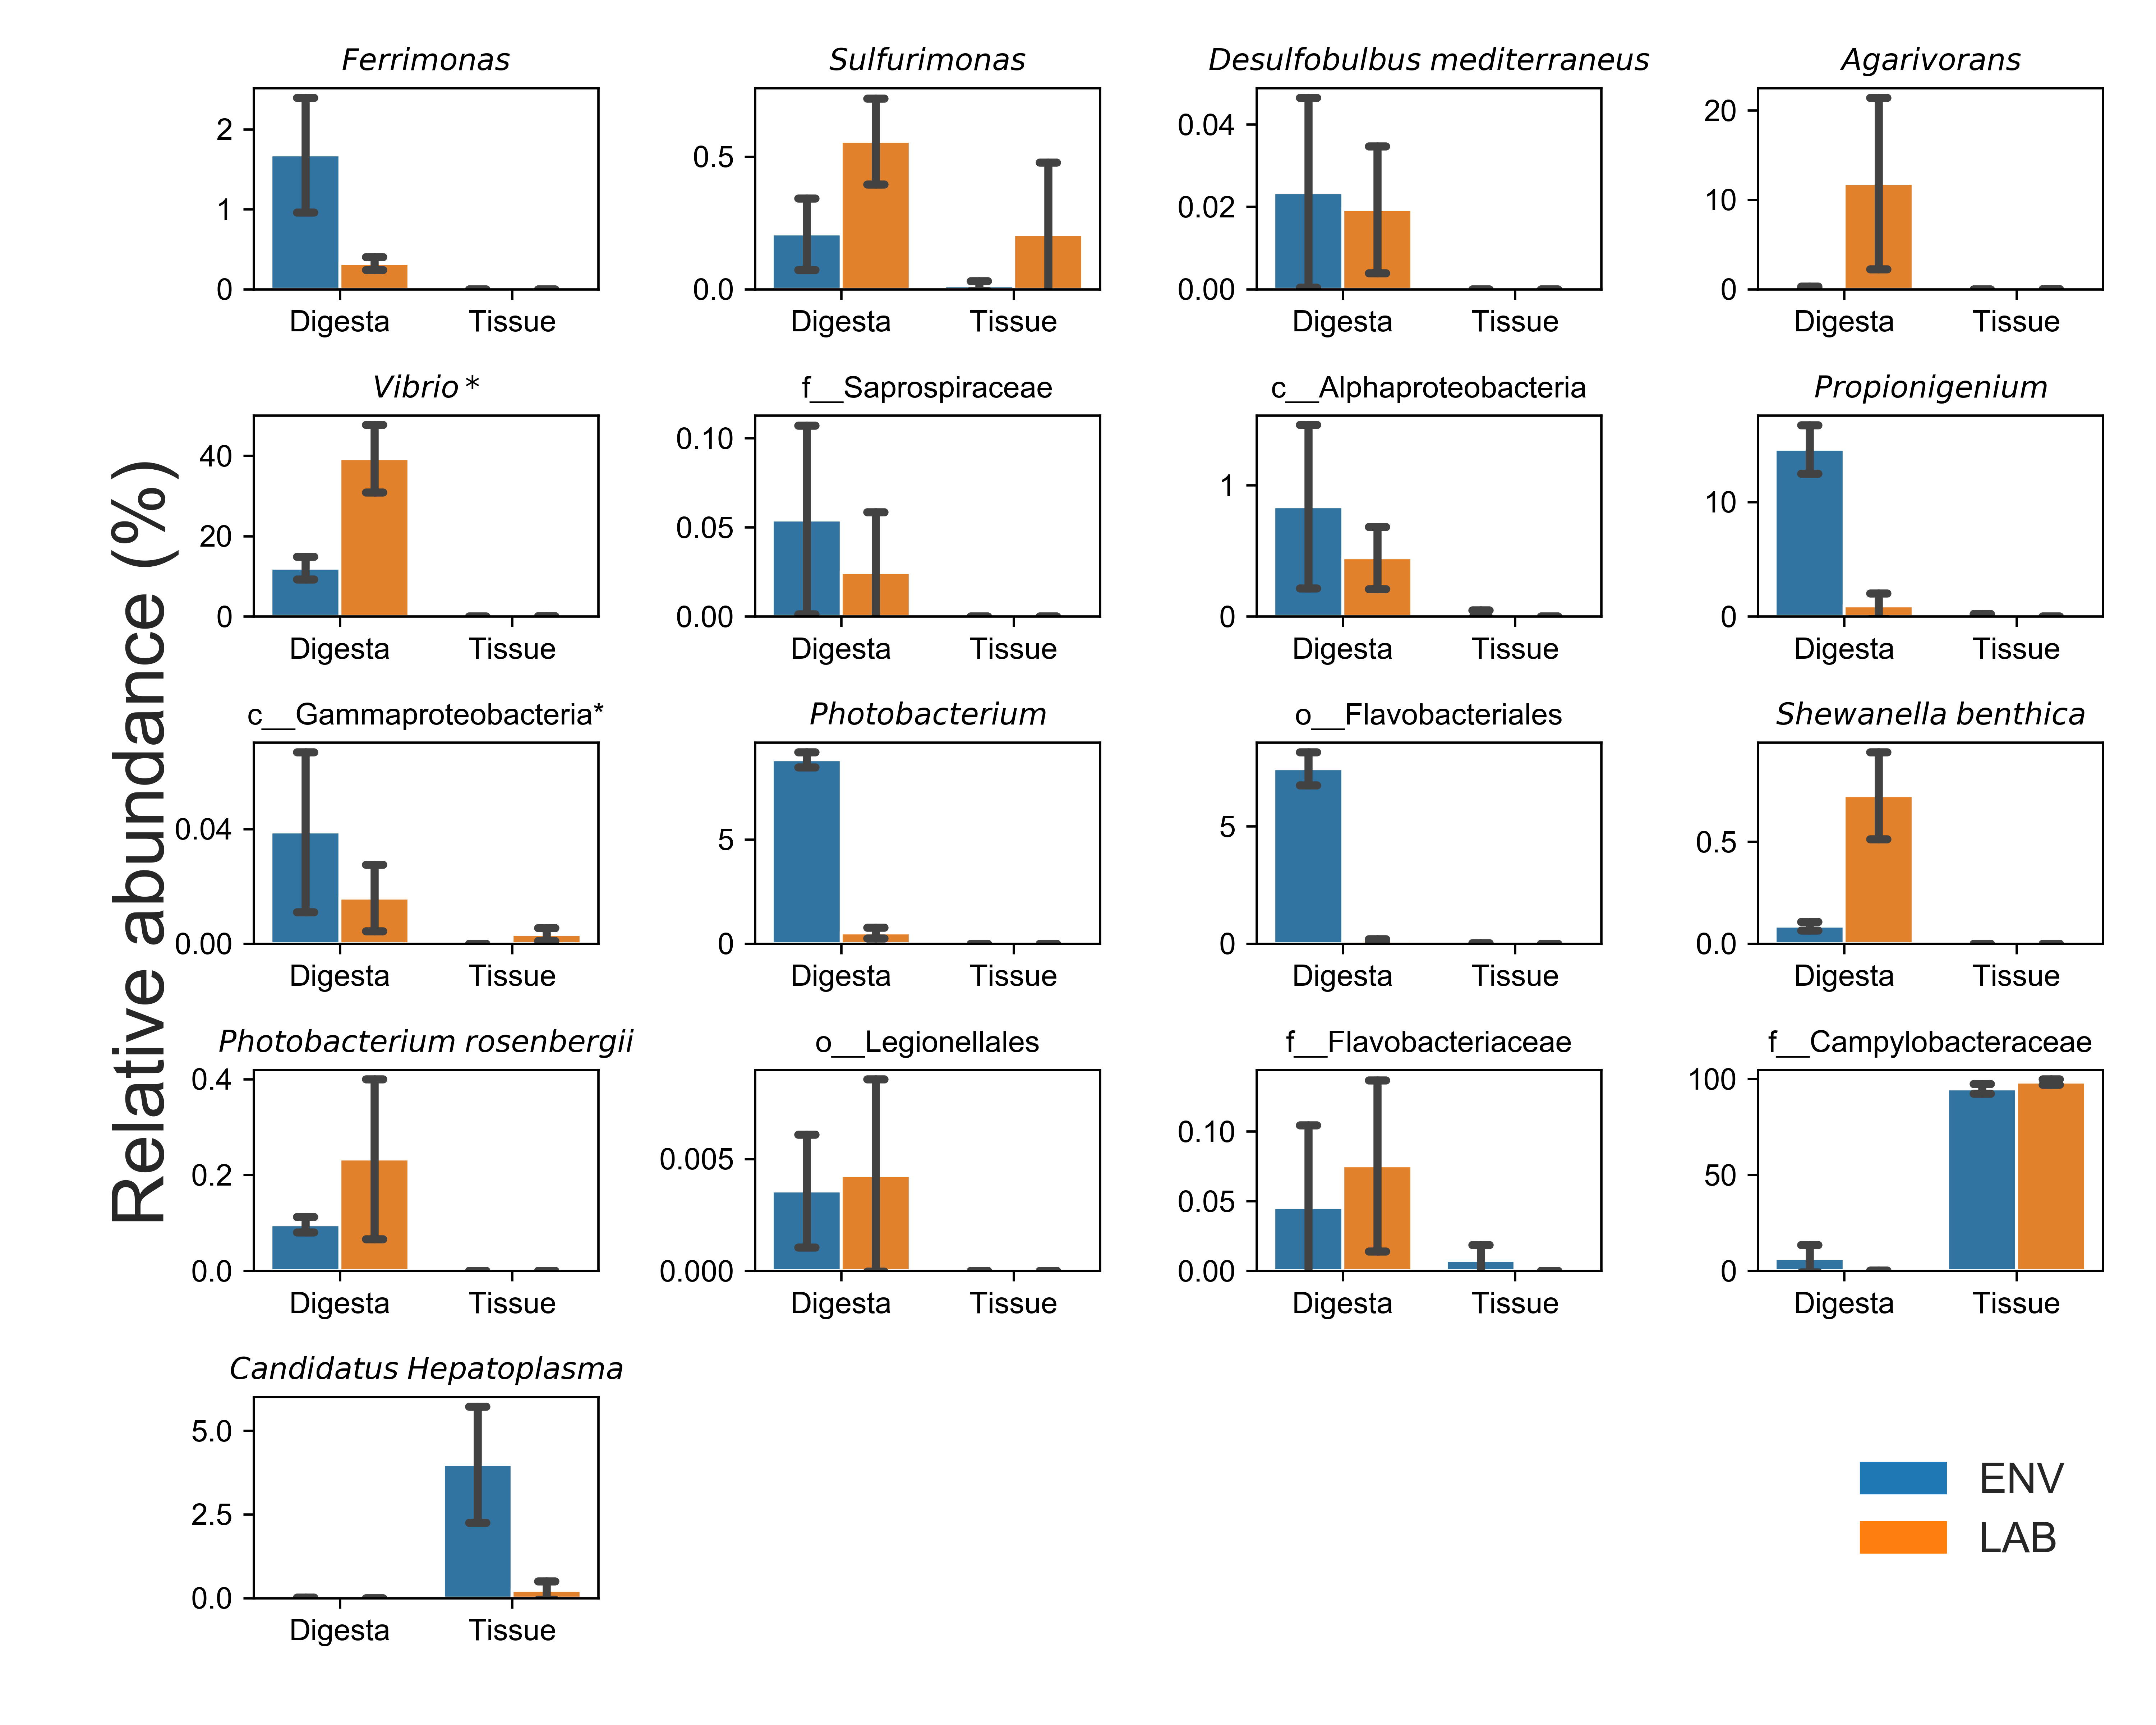 Relative abundance (%)
Ferrimonas
2
1
0
Digesta Tissue
Sulfurimonas
0.5
0.0
Digesta Tissue
Desulfobulbus mediterraneus
0.04
0.02
0.00
Digesta Tissue
Agarivorans
20
10
0
Digesta Tissue
Vibrio *
40
20
0
Digesta Tissue
f__Saprospiraceae
0.10
0.05
0.00
Digesta Tissue
c__Alphaproteobacteria
1
0
Digesta Tissue
Propionigenium
10
0
Digesta Tissue
c__Gammaproteobacteria*
0.04
0.00
Digesta Tissue
Photobacterium
5
0
Digesta Tissue
o__Flavobacteriales
5
0
Digesta Tissue
Shewanella benthica
0.5
0.0
Digesta Tissue
Photobacterium rosenbergii
0.4
0.2
0.0
Digesta Tissue
o__Legionellales
0.005
0.000
Digesta Tissue
f__Flavobacteriaceae
0.10
0.05
0.00
Digesta Tissue
f__Campylobacteraceae
100
50
0
Digesta Tissue
Candidatus Hepatoplasma
5.0
2.5
0.0
Digesta Tissue
ENV
LAB